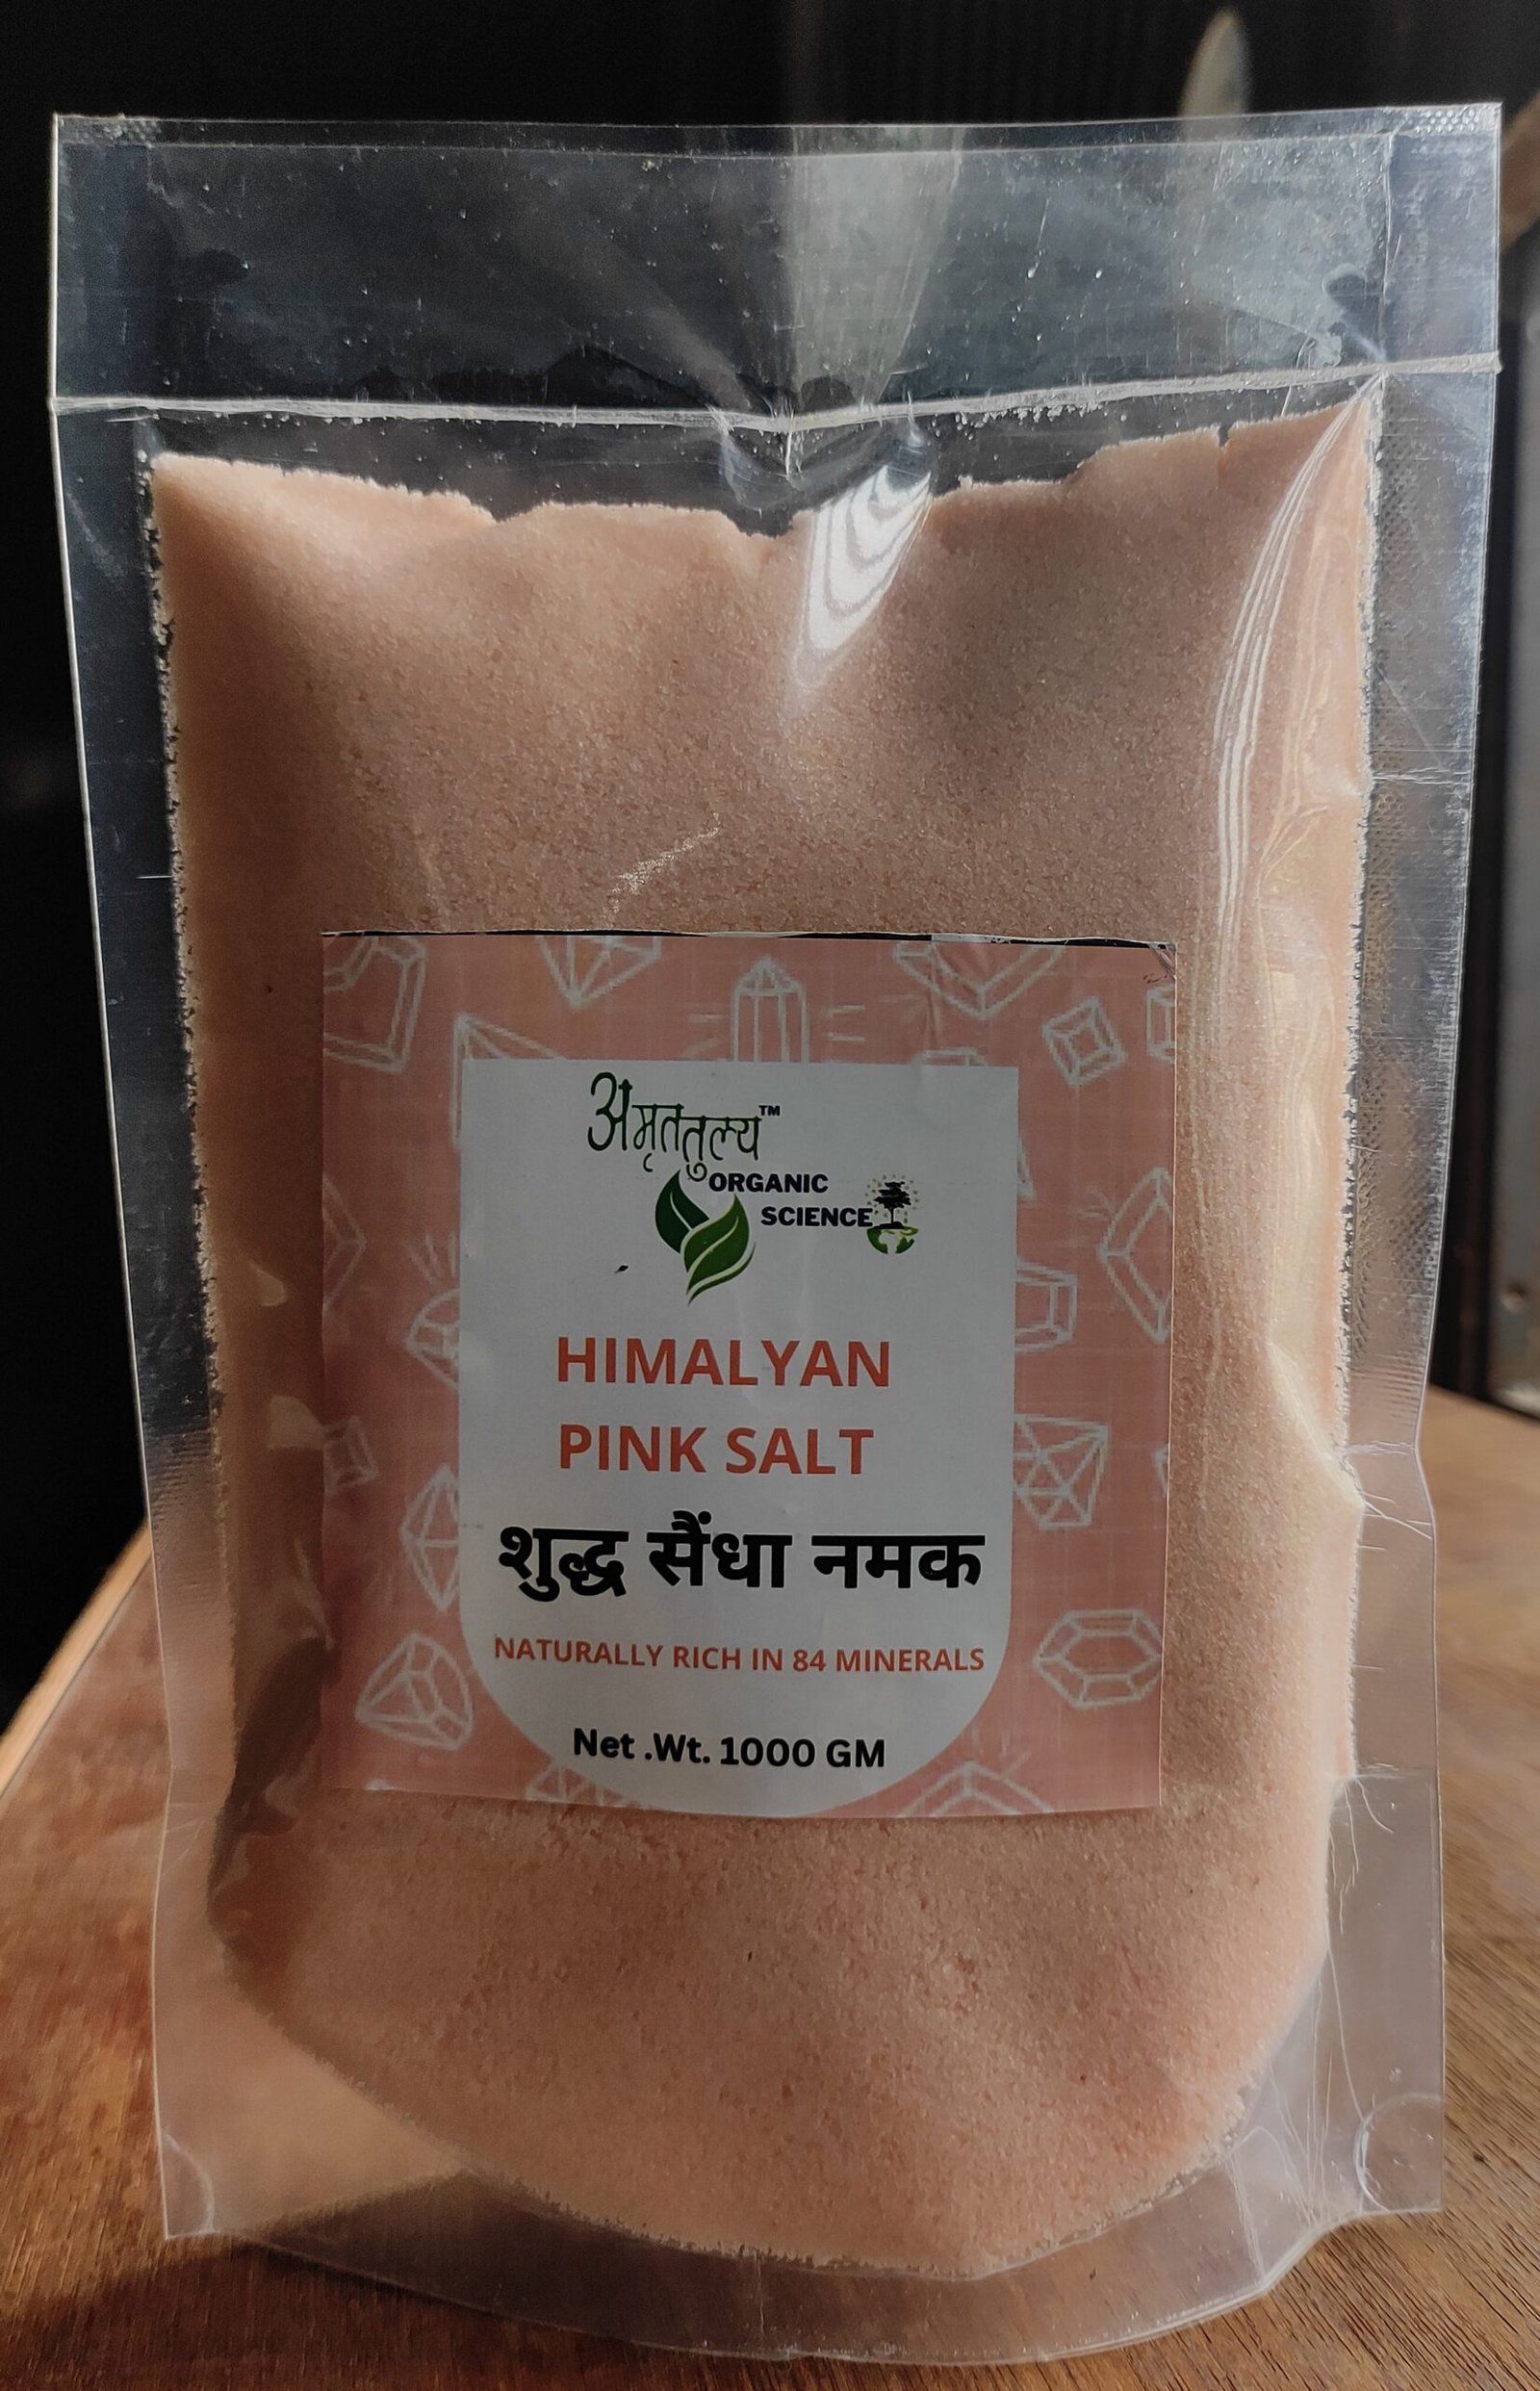 अमृततुल्य™
ORGANIC
SCIENCE
HIMALYAN
PINK SALT
शुद्ध सैंधा नमक
NATURALLY RICH IN 84 MINERALS
Net .Wt. 1000 GM